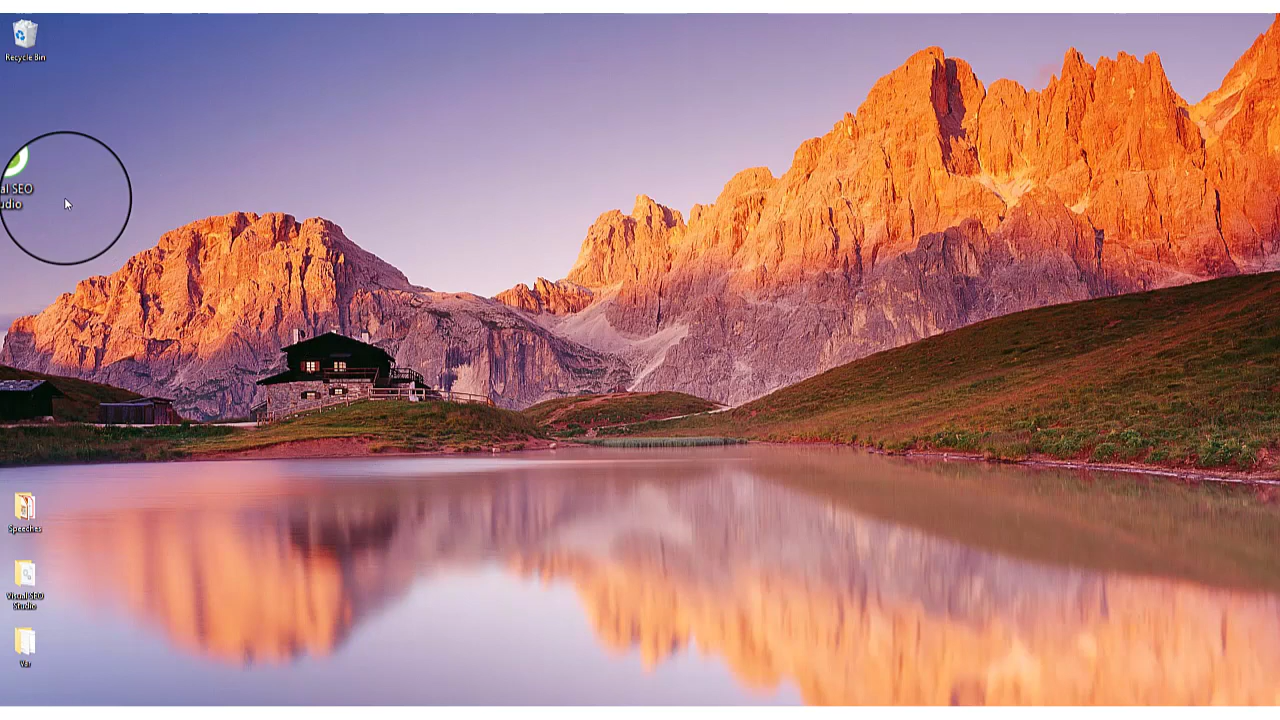 Recycle Bin
al SEO
udio
Speeches
Visual SEO
Studio
Var